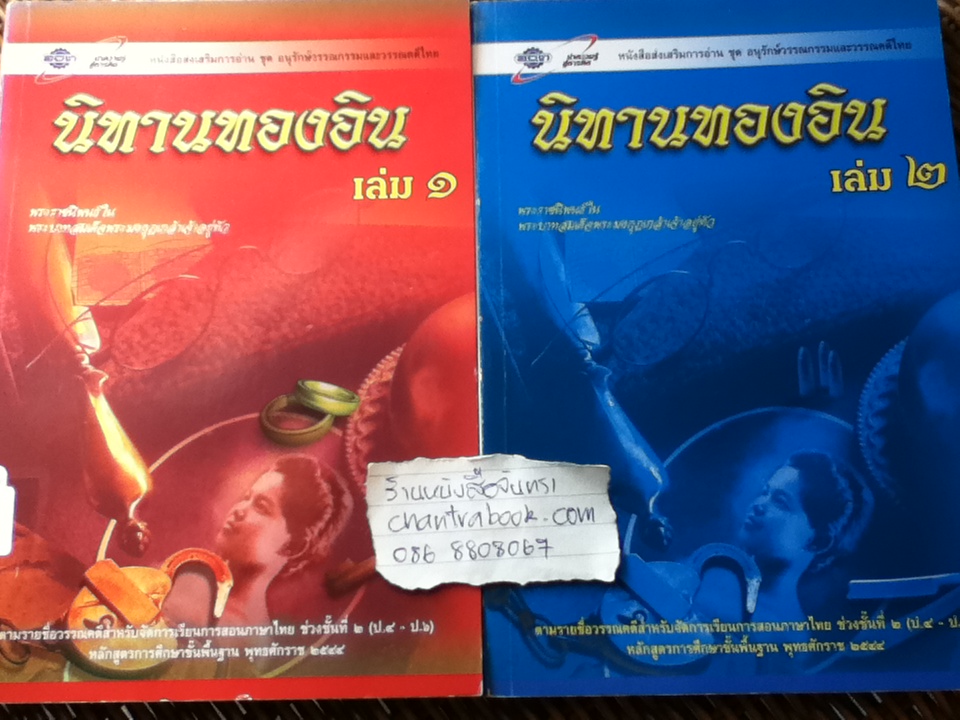 หนังสือส่งเสริมการอ่าน ชุด อนุรักษ์วรรณกรรมและวรรณคดีไทย
นิทานทองอิน
เล่ม ๑
พระราชนิพนธ์ใน
พระบาทสมเด็จพระมงกุฎเกล้าเจ้าอยู่หัว
ตามรายชื่อวรรณคดีสำหรับจัดการเรียนการสอนภาษาไทย ช่วงชั้นที่ ๒ (ป.๔ - ป.๖)
หลักสูตรการศึกษาขั้นพื้นฐาน พุทธศักราช ๒๕๔๔
หนังสือส่งเสริมการอ่าน ชุด อนุรักษ์วรรณกรรมและวรรณคดีไทย
นิทานทองอิน
เล่ม ๒
พระราชนิพนธ์ใน
พระบาทสมเด็จพระมงกุฎเกล้าเจ้าอยู่หัว
ตามรายชื่อวรรณคดีสำหรับจัดการเรียนการสอนภาษาไทย ช่วงชั้นที่ ๒ (ป.๔ - ป.
หลักสูตรการศึกษาขั้นพื้นฐาน พุทธศักราช ๒๕๔๔
ร้านหนังสือจันทรา
chantrabook.com
086 8808067